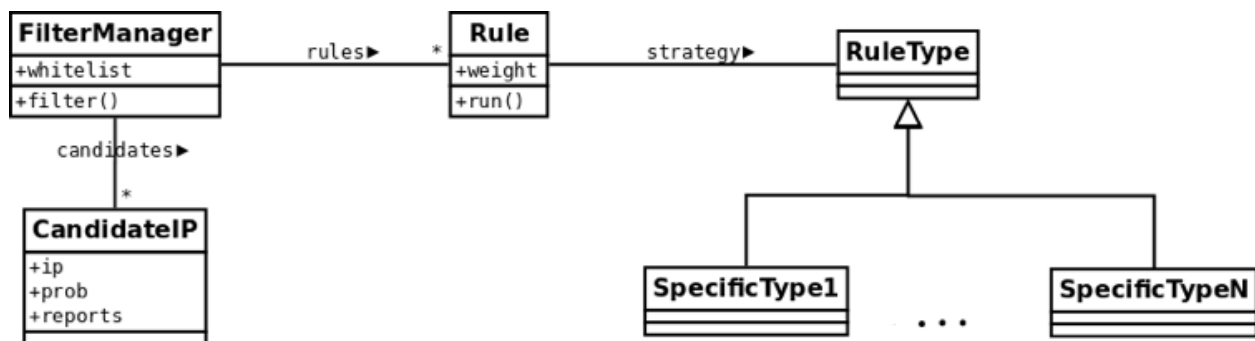 FilterManager
+whitelist
+filter()
rules▶
*
Rule
+weight
+run()
strategy▶
RuleType
candidates▶
*
CandidateIP
+ip
+prob
+reports
SpecificType1
...
SpecificTypeN